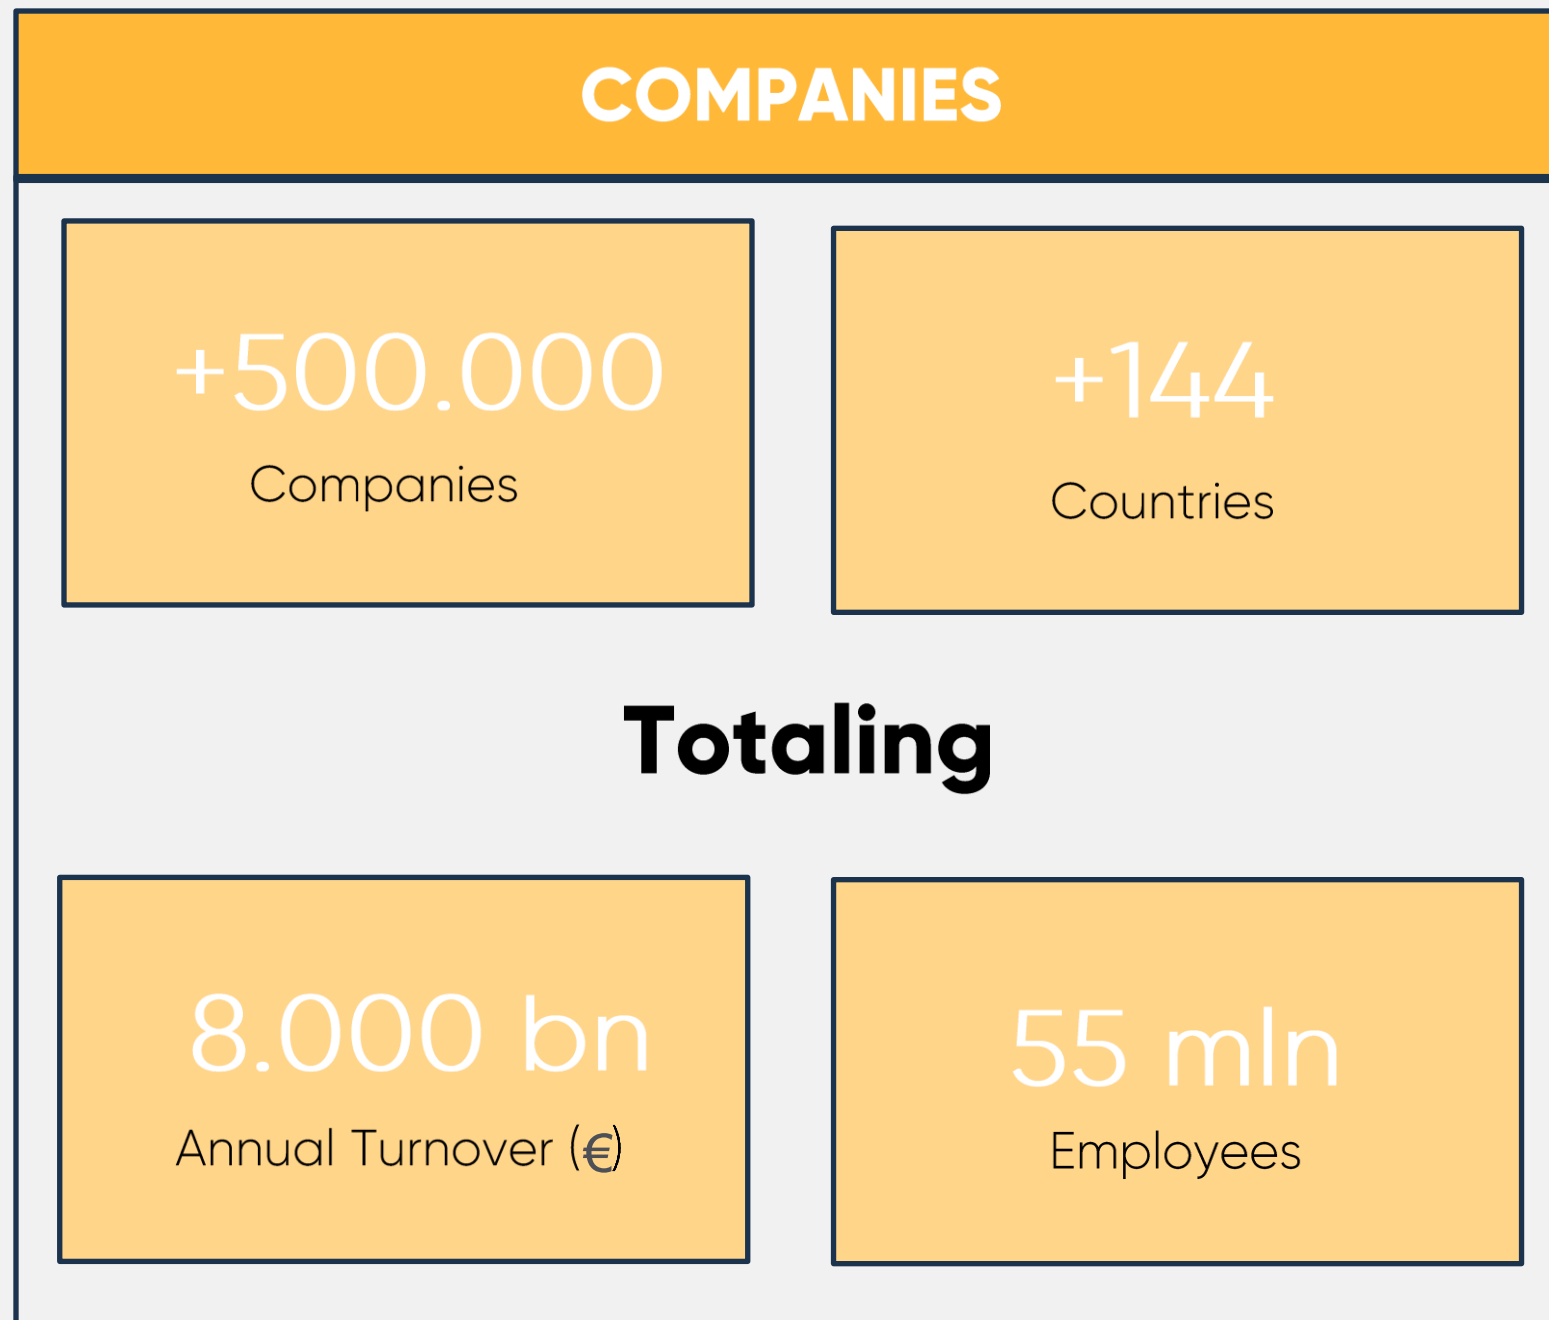 COMPANIES
+500.000
Companies
+144
Countries
Totaling
8.000 bn
Annual Turnover (€)
55 mln
Employees